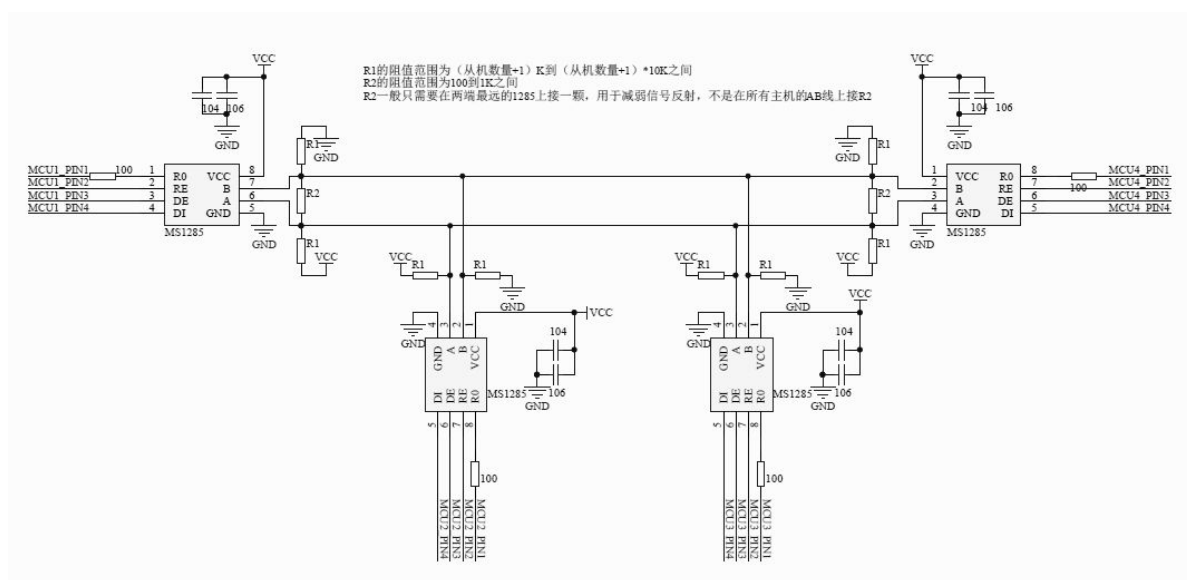 VCC
R1的阻值范围为（从机数量+1）K到（从机数量+1）*10K之间
R2的阻值范围为100到1K之间
R2一般只需要在两端最远的1285上接一颗，用于减弱信号反射，不是在所有主机的AB线上接R2
VCC
104 106
GND
104 106
GND
R1
GND
GND
R1
MCU1_PIN1 100 1 R0 VCC 8
MCU1_PIN2 2 RE B 7
MCU1_PIN3 3 DE A 6
MCU1_PIN4 4 DI GND 5
MS1285
GND
R2
R1
VCC
1 VCC R0 8 100 MCU4_PIN1
2 B RE 7 MCU4_PIN2
3 A DE 6 MCU4_PIN3
4 GND DI 5 MCU4_PIN4
MS1285
GND
R2
R1
VCC
VCC R1 R1
GND
VCC R1 R1
GND
GND
4 3 2 1
GND A B VCC
DI DE RE R0
5 6 7 8
MS1285
VCC
104
106
GND
100
MCU2_PIN4
MCU2_PIN3
MCU2_PIN2
MCU2_PIN1
GND
4 3 2 1
GND A B VCC
DI DE RE R0
5 6 7 8
MS1285
VCC
104
106
GND
100
MCU3_PIN4
MCU3_PIN3
MCU3_PIN2
MCU3_PIN1